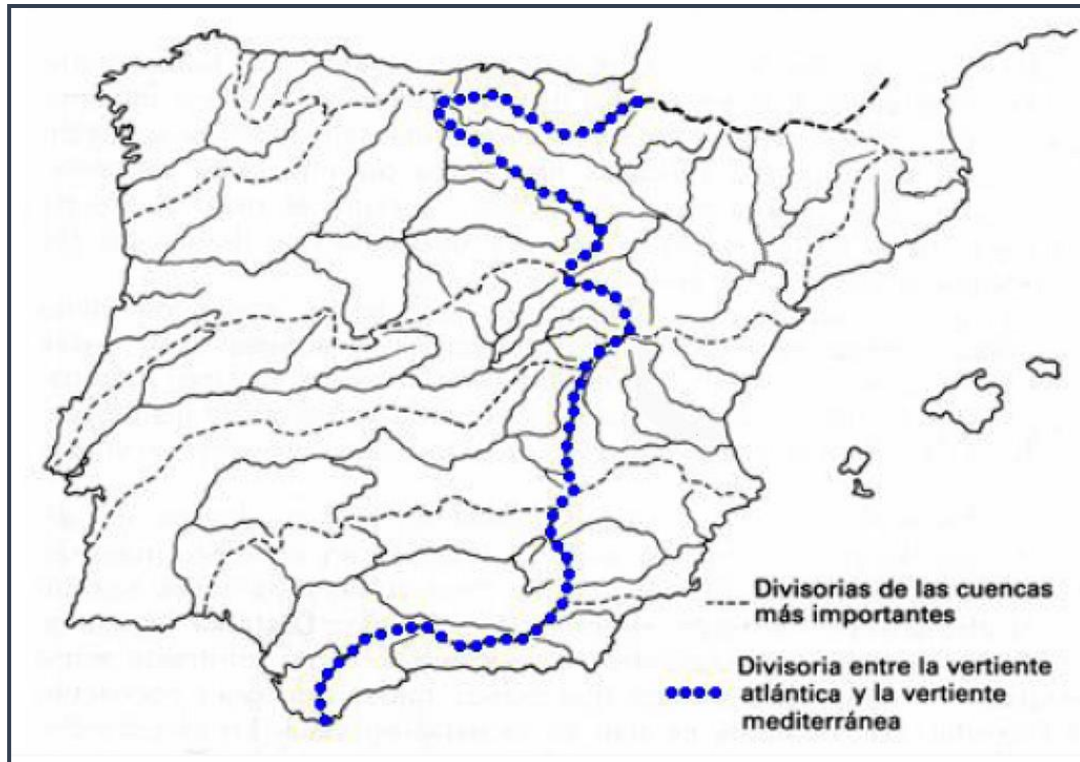 Divisorias de las cuencas
más importantes
Divisoria entre la vertiente
atlántica y la vertiente
mediterránea